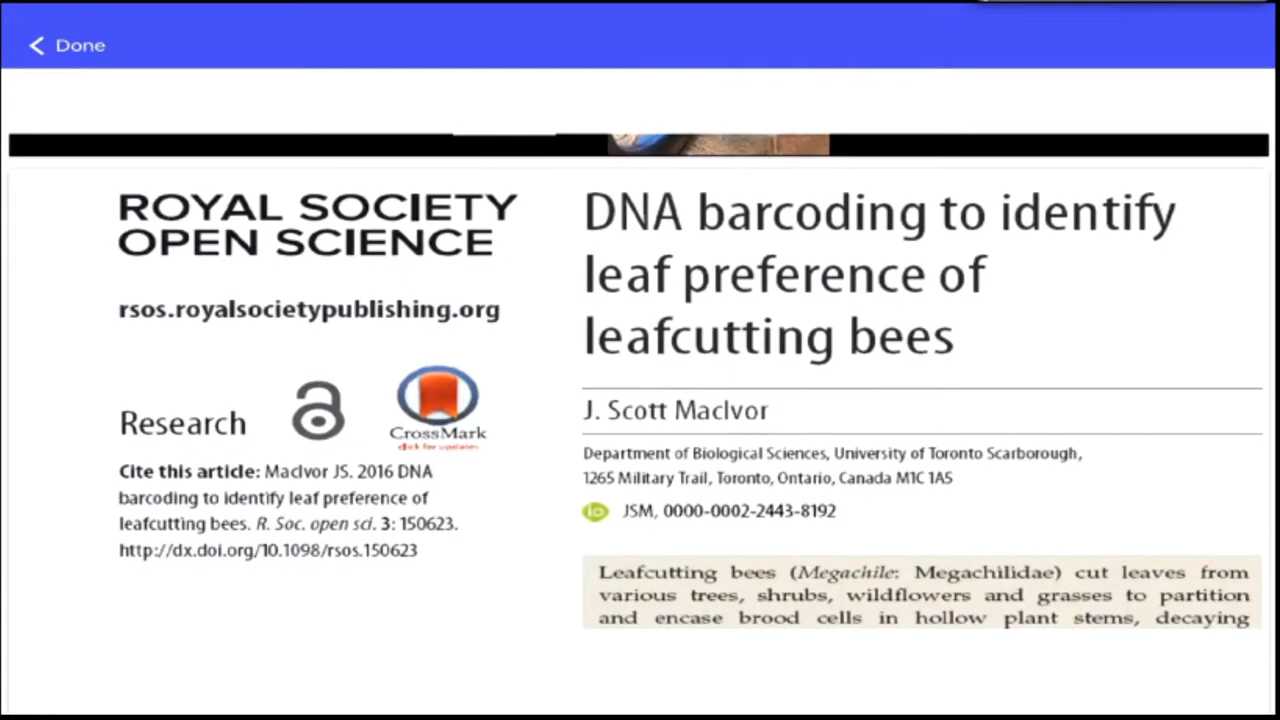 Done
ROYAL SOCIETY
OPEN SCIENCE
rsos.royalsocietypublishing.org
Research
CrossMark
click for updates
Cite this article: MacIvor JS. 2016 DNA
barcoding to identify leaf preference of
leafcutting bees. R. Soc. open sci. 3: 150623.
http://dx.doi.org/10.1098/rsos.150623
DNA barcoding to identify
leaf preference of
leafcutting bees
J. Scott MacIvor
Department of Biological Sciences, University of Toronto Scarborough,
1265 Military Trail, Toronto, Ontario, Canada M1C 1A5
iD JSM, 0000-0002-2443-8192
Leafcutting bees (Megachile: Megachilidae) cut leaves from
various trees, shrubs, wildflowers and grasses to partition
and encase brood cells in hollow plant stems, decaying